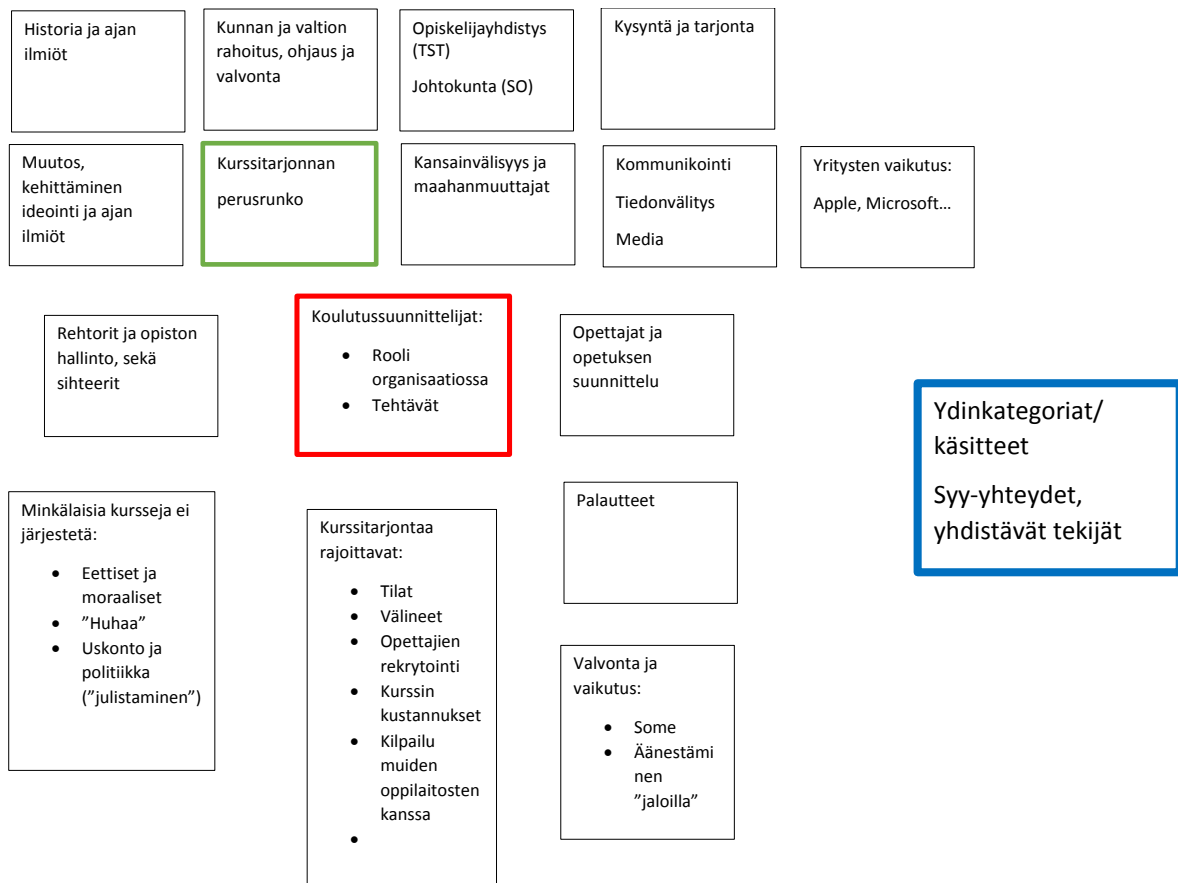 Historia ja ajan
ilmiöt
Kunnan ja valtion
rahoitus, ohjaus ja
valvonta
Opiskelijayhdistys
(TST)
Johtokunta (SO)
Kysyntä ja tarjonta
Muutos,
kehittäminen
ideointi ja ajan
ilmiöt
Kurssitarjonnan
perusrunko
Kansainvälisyys ja
maahanmuuttajat
Kommunikointi
Tiedonvälitys
Media
Yritysten vaikutus:
Apple, Microsoft…
Rehtorit ja opiston
hallinto, sekä
sihteerit
Koulutussuunnittelijat:
• Rooli
organisaatiossa
• Tehtävät
Opettajat ja
opetuksen
suunnittelu
Ydinkategoriat/
käsitteet
Syy-yhteydet,
yhdistävät tekijät
Minkälaisia kursseja ei
järjestetä:
• Eettiset ja
moraaliset
• ”Huhaa”
• Uskonto ja
politiikka
(”julistaminen”)
Kurssitarjontaa
rajoittavat:
• Tilat
• Välineet
• Opettajien
rekrytointi
• Kurssin
kustannukset
• Kilpailu
muiden
oppilaitosten
kanssa
•
Palautteet
Valvonta ja
vaikutus:
• Some
• Äänestämi
nen
”jaloilla”